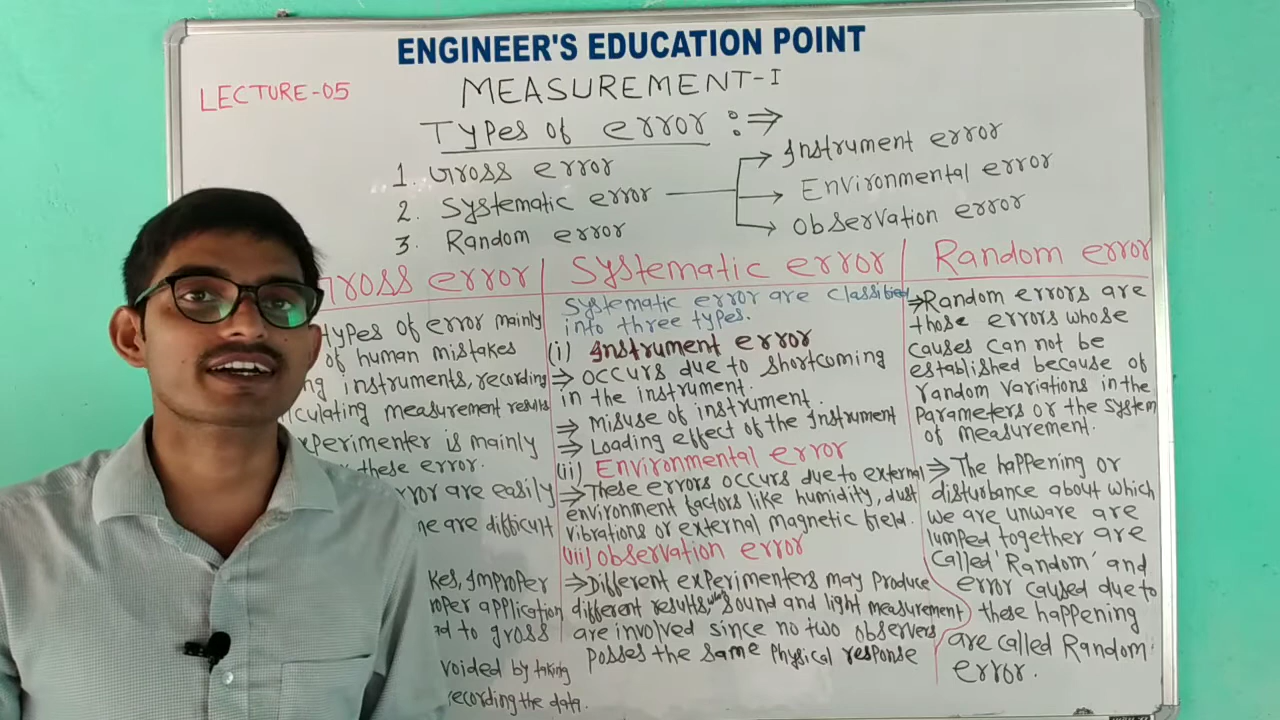 ENGINEER'S EDUCATION POINT
LECTURE-05
MEASUREMENT-I
Types of error :⇒
1. Gross error
2. Systematic error
3. Random error
Instrument error
Environmental error
Observation error
Gross error
types of error mainly
of human mistakes
instruments, recording
measurement results
is mainly
these error.
are easily
are difficult
Improper
application
to gross
by taking
recording the data.
Systematic error
Systematic error are classified
into three types.
(i) Instrument error
⇒ occurs due to shortcoming
in the instrument.
⇒ Misuse of instrument.
⇒ Loading effect of the Instrument
(ii) Environmental error
⇒ These errors occurs due to external
environment factors like humidity, dust
vibrations or external magnetic field.
(iii) observation error
⇒ Different experimenters may produce
different results, when sound and light measurement
are involved since no two observers
posses the same physical response
Random error
⇒ Random errors are
those errors whose
causes can not be
established because of
random variations in the
Parameters or the system
of measurement.
⇒ The happening or
disturbance about which
we are unware are
lumped together are
called 'Random' and
error caused due to
these happening
are called Random
error.